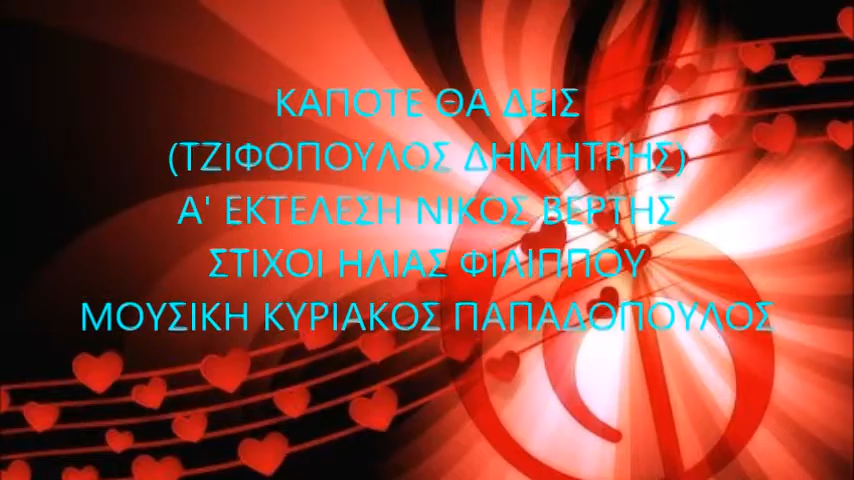 ΚΑΠΟΤΕ ΘΑ ΔΕΙΣ
(ΤΖΙΦΟΠΟΥΛΟΣ ΔΗΜΗΤΡΗΣ)
Α' ΕΚΤΕΛΕΣΗ ΝΙΚΟΣ ΒΕΡΤΗΣ
ΣΤΙΧΟΙ ΗΛΙΑΣ ΦΙΛΙΠΠΟΥ
ΜΟΥΣΙΚΗ ΚΥΡΙΑΚΟΣ ΠΑΠΑΔΟΠΟΥΛΟΣ